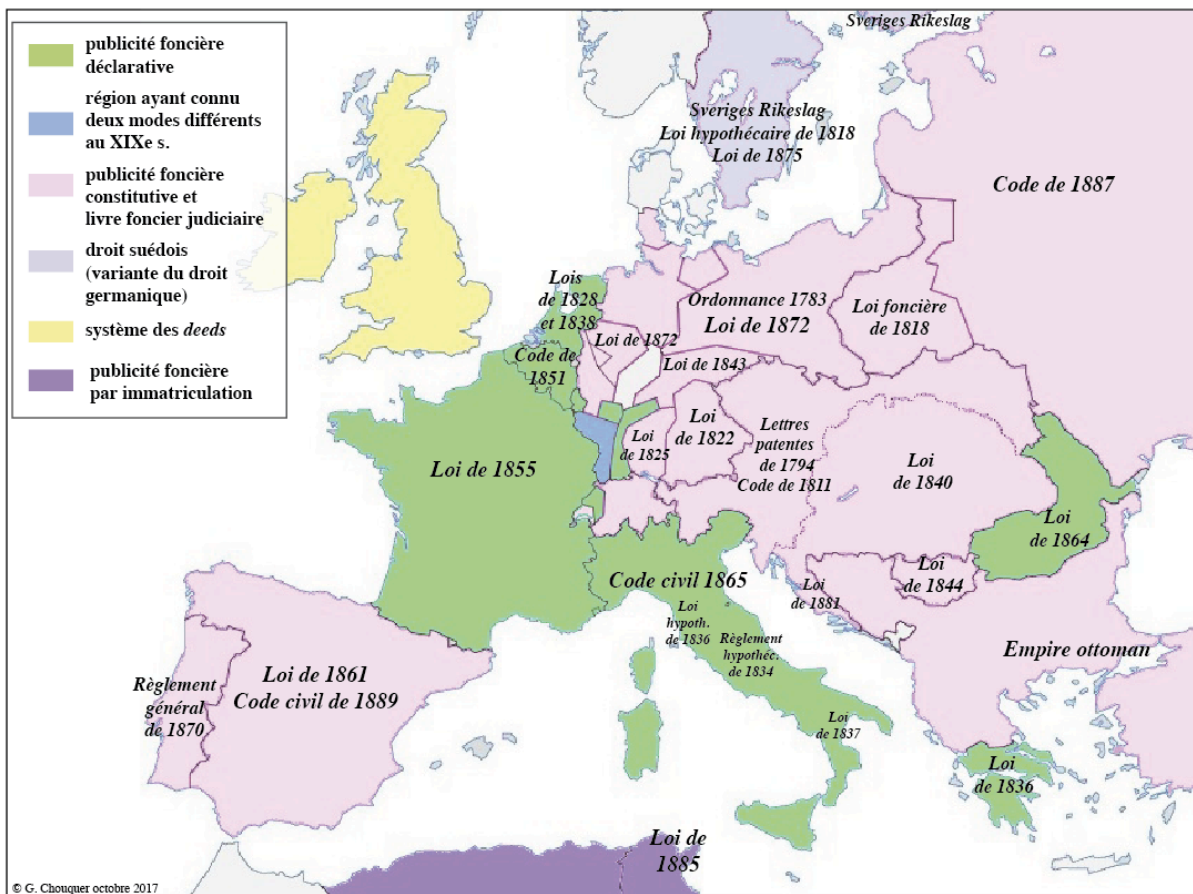 publicité foncière
déclarative
région ayant connu
deux modes différents
au XIXe s.
publicité foncière
constitutive et
livre foncier judiciaire
droit suédois
(variante du droit
germanique)
système des deeds
publicité foncière
par immatriculation
Sveriges Rikeslag
Sveriges Rikeslag
Loi hypothécaire de 1818
Loi de 1875
Code de 1887
Lois
de 1828
et 1838
Ordonnance 1783
Loi de 1872
Loi foncière
de 1818
Loi de 1872
Code de
1851
Loi de 1843
Loi
de 1825
Loi
de 1822
Lettres
patentes
de 1794
Code de 1811
Loi
de 1840
Loi de 1855
Loi
de 1864
Code civil 1865
Loi
hypoth.
de 1836
Règlement
hypothéc.
de 1834
Loi
de 1837
Loi
de 1881
Loi
de 1844
Empire ottoman
Loi
de 1836
Règlement
général
de 1870
Loi de 1861
Code civil de 1889
Loi de
1885
© G. Chouquer octobre 2017